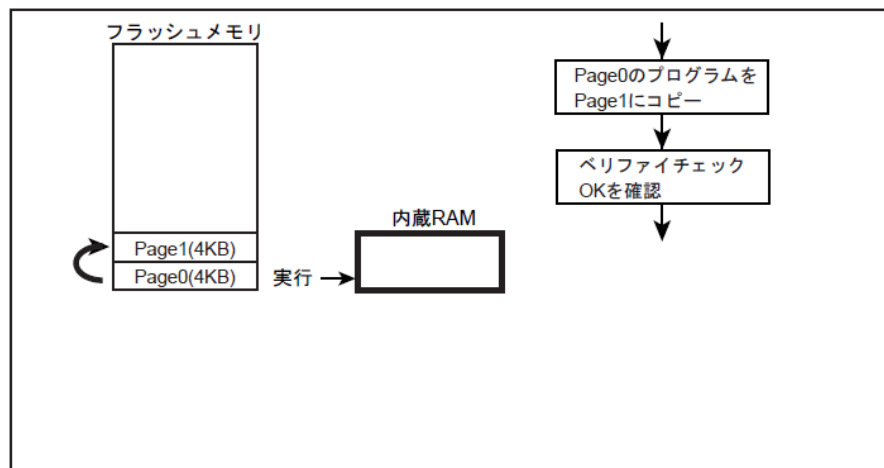 フラッシュメモリ
Page1(4KB)
Page0(4KB)
実行
内蔵RAM
Page0のプログラムを
Page1にコピー
ベリファイチェック
OKを確認